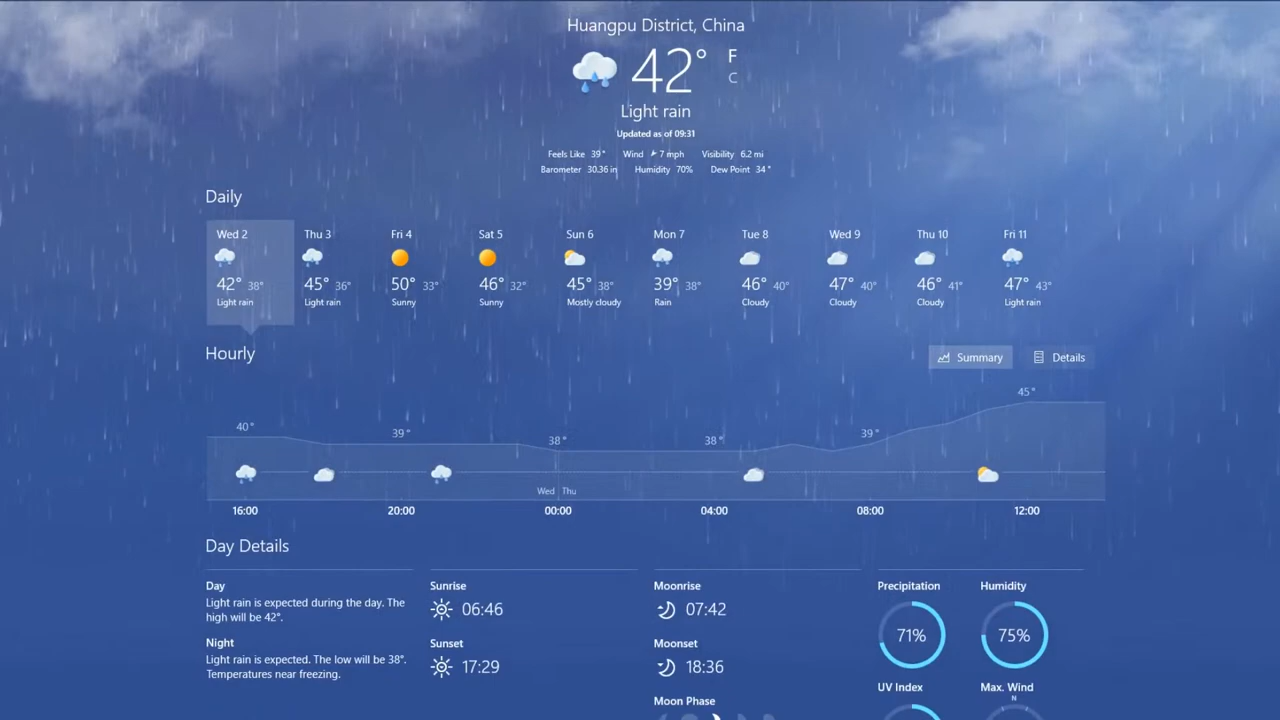 Huangpu District, China
42° F
C
Light rain
Updated as of 09:31
Feels Like 39° Wind 7 mph Visibility 6.2 mi
Barometer 30.36 in Humidity 70% Dew Point 34°
Daily
Wed 2 Thu 3 Fri 4 Sat 5 Sun 6 Mon 7 Tue 8 Wed 9 Thu 10 Fri 11
42° 38° 45° 36° 50° 33° 46° 32° 45° 38° 39° 38° 46° 40° 47° 40° 46° 41° 47° 43°
Light rain Light rain Sunny Sunny Mostly cloudy Rain Cloudy Cloudy Cloudy Light rain
Hourly Summary Details
40° 39° 38° 38° 39° 45°
Wed Thu
16:00 20:00 00:00 04:00 08:00 12:00
Day Details
Day
Light rain is expected during the day. The
high will be 42°.
Night
Light rain is expected. The low will be 38°.
Temperatures near freezing.
Sunrise
06:46
Sunset
17:29
Moonrise
07:42
Moonset
18:36
Moon Phase
Precipitation Humidity
71% 75%
UV Index Max. Wind
N